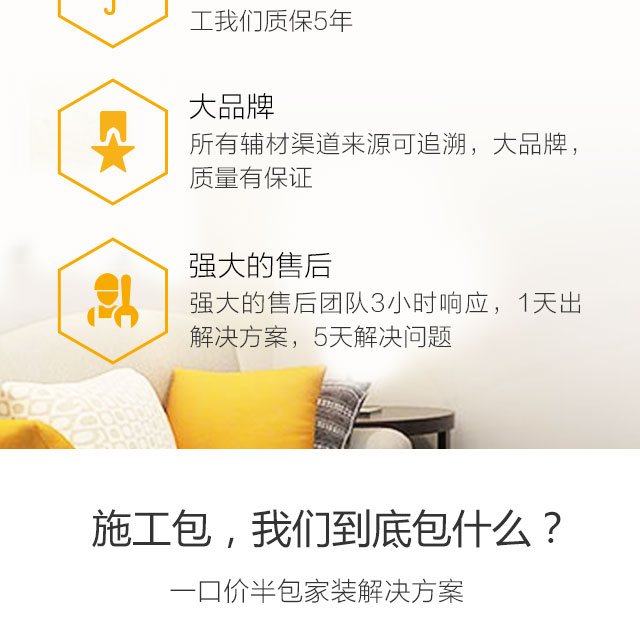 工我们质保5年
大品牌
所有辅材渠道来源可追溯，大品牌，
质量有保证
强大的售后
强大的售后团队3小时响应，1天出
解决方案，5天解决问题
施工包，我们到底包什么？
一口价半包家装解决方案